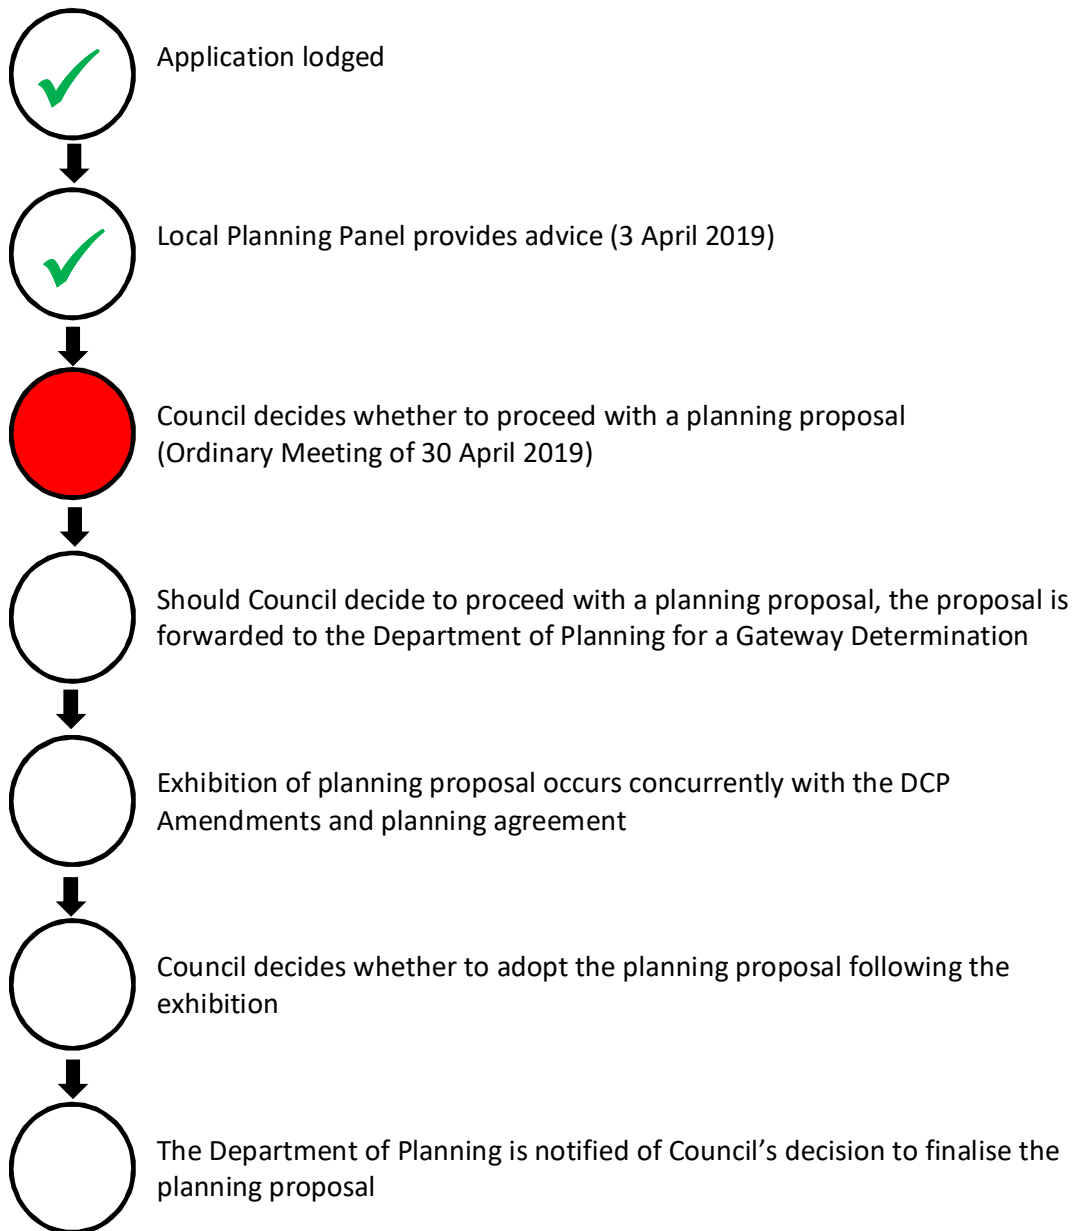 Application lodged
Local Planning Panel provides advice (3 April 2019)
Council decides whether to proceed with a planning proposal
(Ordinary Meeting of 30 April 2019)
Should Council decide to proceed with a planning proposal, the proposal is
forwarded to the Department of Planning for a Gateway Determination
Exhibition of planning proposal occurs concurrently with the DCP
Amendments and planning agreement
Council decides whether to adopt the planning proposal following the
exhibition
The Department of Planning is notified of Council’s decision to finalise the
planning proposal